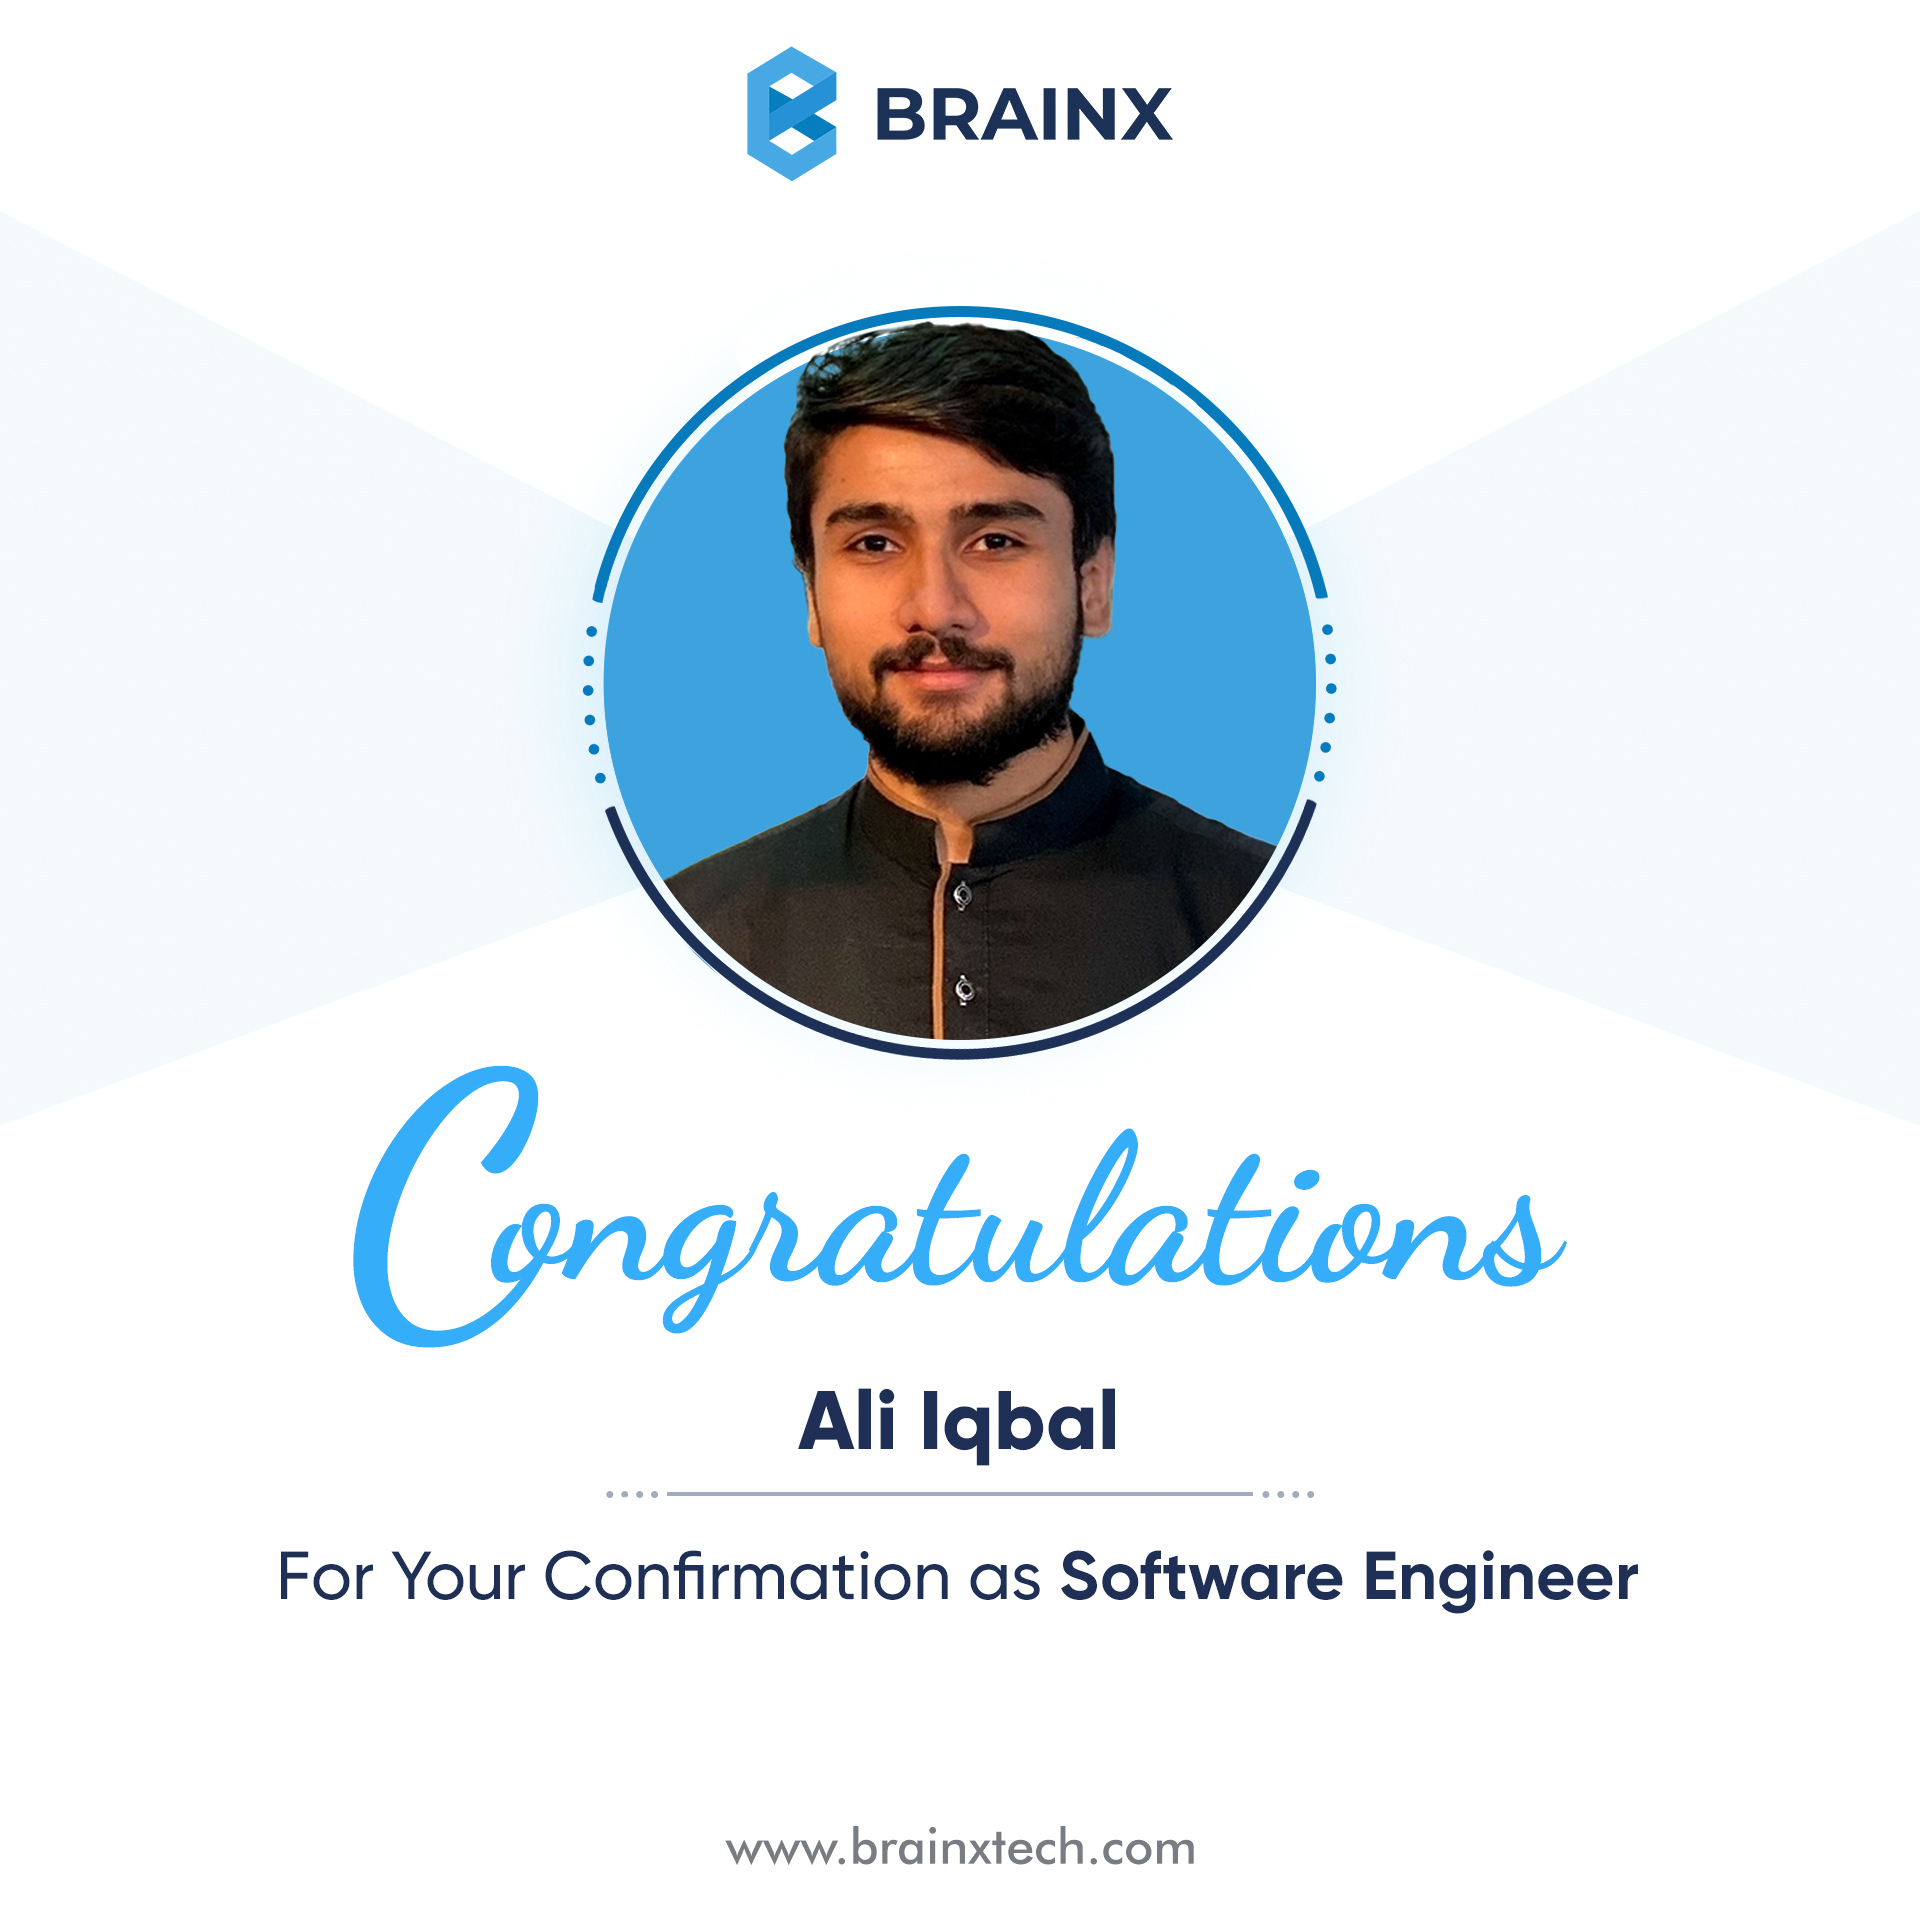 BRAINX
Congratulations
Ali Iqbal
For Your Confirmation as Software Engineer
www.brainxtech.com